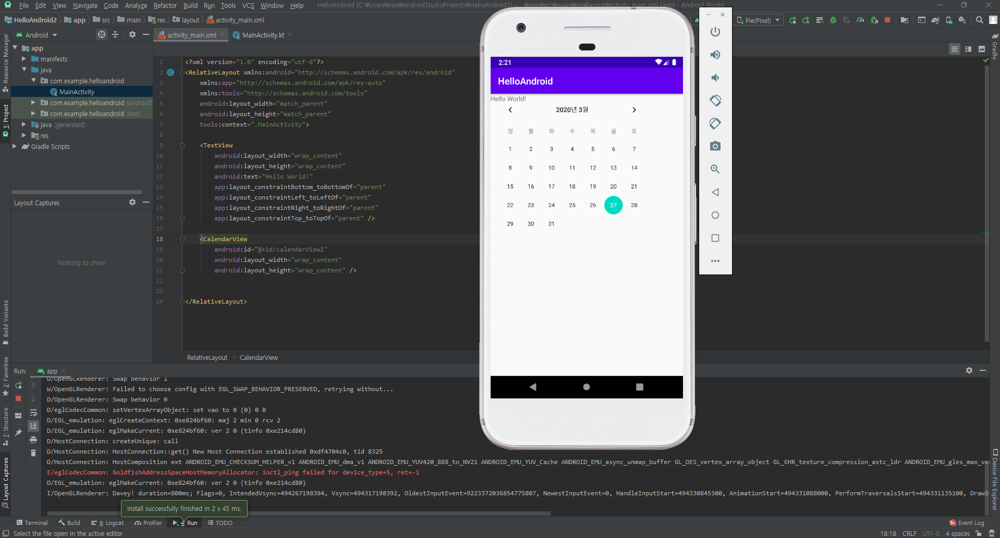 File Edit View Navigate Code Analyze Refactor Build Run Tools VCS Window Help
HelloAndroid [C:₩Users₩jiae₩AndroidStudioProjects₩HelloAndroid2] - ...₩app₩src₩main₩res₩layout₩activity_main.xml [app] - Android Studio
HelloAndroid2 app src main res layout activity_main.xml
Pie(Pixel)
Android
activity_main.xml
MainActivity.kt
app
manifests
java
com.example.helloandroid
MainActivity
com.example.helloandroid (androidT
com.example.helloandroid (test)
java (generated)
res
Gradle Scripts
Layout Captures
Nothing to show
Resource Manager
1: Project
Build Variants
2: Favorites
7: Structure
Layout Captures
1 <?xml version="1.0" encoding="utf-8"?>
2 <RelativeLayout xmlns:android="http://schemas.android.com/apk/res/android"
3 xmlns:app="http://schemas.android.com/apk/res-auto"
4 xmlns:tools="http://schemas.android.com/tools"
5 android:layout_width="match_parent"
6 android:layout_height="match_parent"
7 tools:context=".MainActivity">
8
9 <TextView
10 android:layout_width="wrap_content"
11 android:layout_height="wrap_content"
12 android:text="Hello World!"
13 app:layout_constraintBottom_toBottomOf="parent"
14 app:layout_constraintLeft_toLeftOf="parent"
15 app:layout_constraintRight_toRightOf="parent"
16 app:layout_constraintTop_toTopOf="parent" />
17
18 <CalendarView
19 android:id="@+id/calendarView2"
20 android:layout_width="wrap_content"
21 android:layout_height="wrap_content" />
22
23
24 </RelativeLayout>
RelativeLayout CalendarView
2:21
HelloAndroid
Hello World!
2020년 3월
일 월 화 수 목 금 토
1 2 3 4 5 6 7
8 9 10 11 12 13 14
15 16 17 18 19 20 21
22 23 24 25 26 27 28
29 30 31
Gradle
Device File Explorer
Run: app
D/OpenGLRenderer: Swap behavior 1
W/OpenGLRenderer: Failed to choose config with EGL_SWAP_BEHAVIOR_PRESERVED, retrying without...
D/OpenGLRenderer: Swap behavior 0
D/eglCodecCommon: setVertexArrayObject: set vao to 0 (0) 0 0
D/EGL_emulation: eglCreateContext: 0xe824bf60: maj 2 min 0 rcv 2
D/EGL_emulation: eglMakeCurrent: 0xe824bf60: ver 2 0 (tinfo 0xe214cd80)
D/HostConnection: createUnique: call
D/HostConnection: HostConnection::get() New Host Connection established 0xdf4704c0, tid 8325
D/HostConnection: HostComposition ext ANDROID_EMU_CHECKSUM_HELPER_v1 ANDROID_EMU_dma_v1 ANDROID_EMU_YUV420_888_to_NV21 ANDROID_EMU_YUV_Cache ANDROID_EMU_async_unmap_buffer GL_OES_vertex_array_object GL_KHR_texture_compression_astc_ldr ANDROID_EMU_gles_max_ve
E/eglCodecCommon: GoldfishAddressSpaceHostMemoryAllocator: ioctl_ping failed for device_type=5, ret=-1
D/EGL_emulation: eglMakeCurrent: 0xe824bf60: ver 2 0 (tinfo 0xe214cd80)
I/OpenGLRenderer: Davey! duration=800ms; Flags=0, IntendedVsync=494267198394, Vsync=494317198392, OldestInputEvent=9223372036854775807, NewestInputEvent=0, HandleInputStart=494330845300, AnimationStart=494331088000, PerformTraversalsStart=494331135100, DrawS
Install successfully finished in 2 s 45 ms.
Terminal Build 6: Logcat Profiler 4: Run TODO
9+ Event Log
Select the file open in the active editor
18:18 CRLF UTF-8 4 spaces